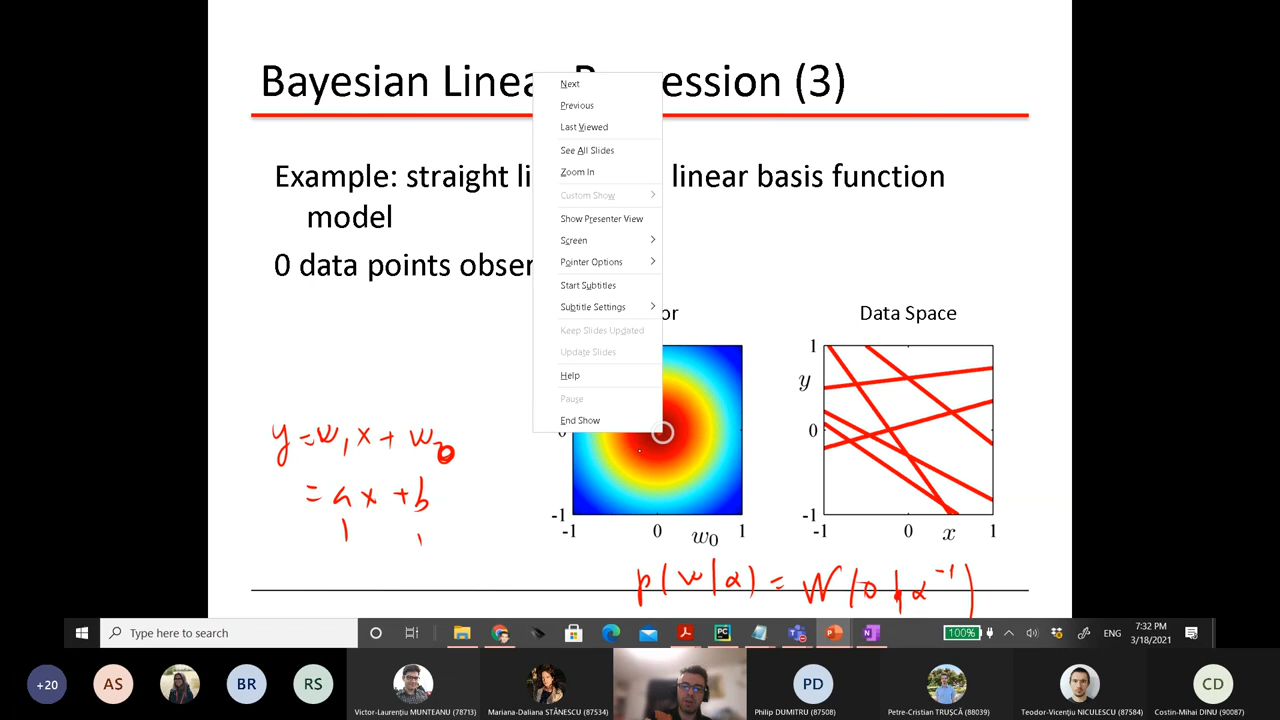 Bayesian Linea ession (3)
Next
Previous
Last Viewed
See All Slides
Zoom In
Custom Show
Show Presenter View
Screen
Pointer Options
Start Subtitles
Subtitle Settings
Keep Slides Updated
Update Slides
Help
Pause
End Show
Example: straight li linear basis function
model
0 data points obser
or
Data Space
1
y
0
-1
-1 0 x 1
0
-1
-1 0 w0 1
y = w1 x + w0
= a x + b
p(w|α) = N(0, α⁻¹)
Type here to search
100%
ENG
7:32 PM
3/18/2021
+20
AS
BR
RS
Victor-Laurențiu MUNTEANU (78713)
Mariana-Daliana STĂNESCU (87534)
PD
Philip DUMITRU (87508)
Petre-Cristian TRUȘCĂ (88039)
Teodor-Vicențiu NICULESCU (87584)
CD
Costin-Mihai DINU (90087)